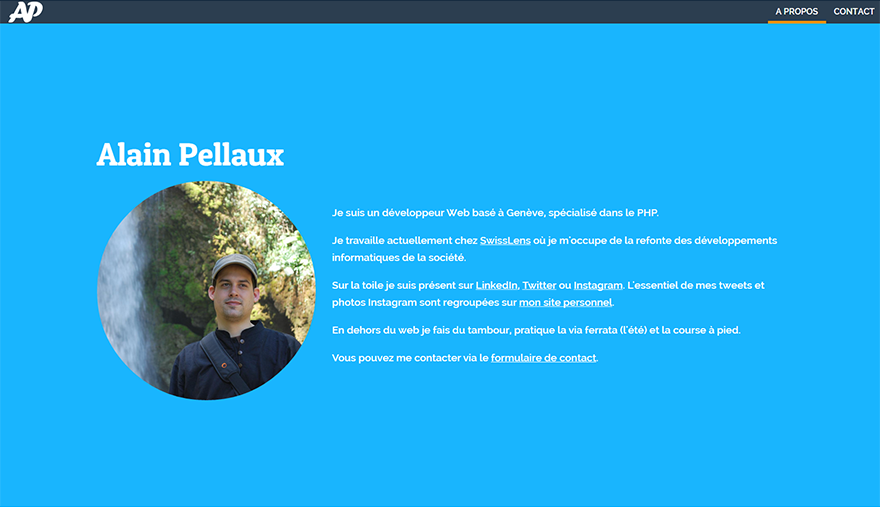 AP
A PROPOS
CONTACT
Alain Pellaux
Je suis un développeur Web basé à Genève, spécialisé dans le PHP.
Je travaille actuellement chez SwissLens où je m'occupe de la refonte des développements
informatiques de la société.
Sur la toile je suis présent sur LinkedIn, Twitter ou Instagram. L'essentiel de mes tweets et
photos Instagram sont regroupées sur mon site personnel.
En dehors du web je fais du tambour, pratique la via ferrata (l'été) et la course à pied.
Vous pouvez me contacter via le formulaire de contact.